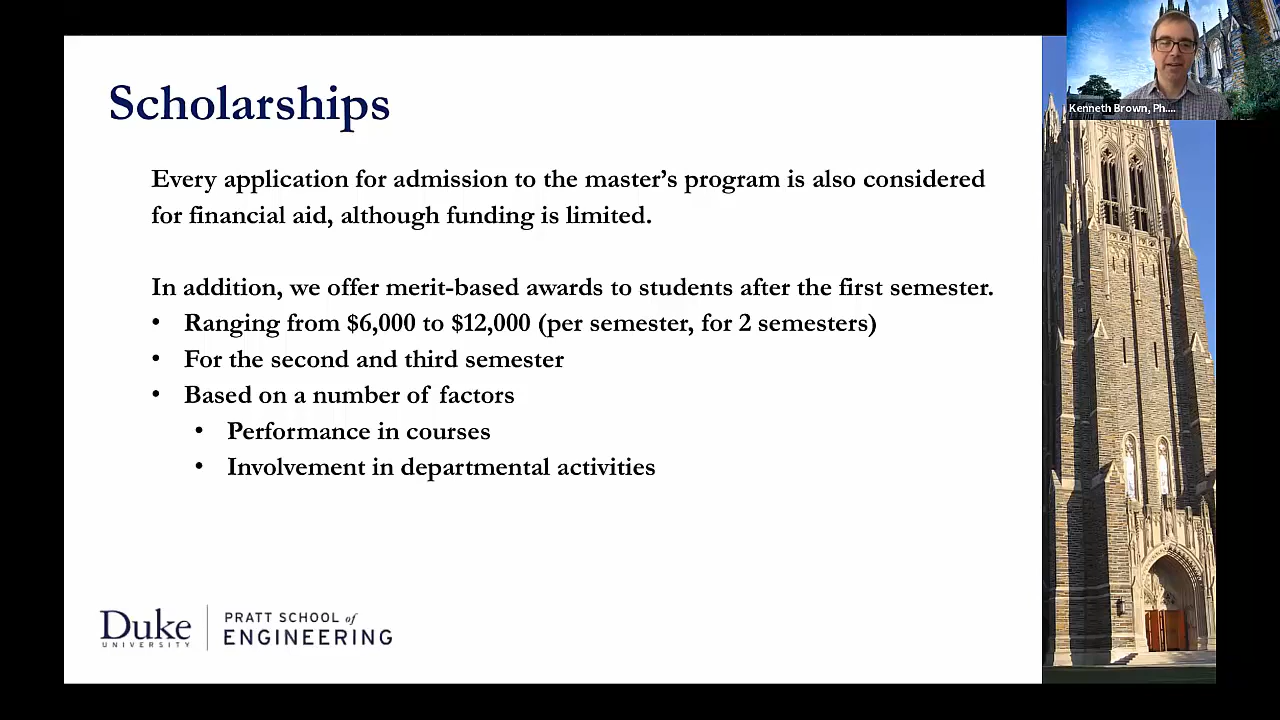 Scholarships
Every application for admission to the master’s program is also considered
for financial aid, although funding is limited.
In addition, we offer merit-based awards to students after the first semester.
• Ranging from $6,000 to $12,000 (per semester, for 2 semesters)
• For the second and third semester
• Based on a number of factors
• Performance in courses
• Involvement in departmental activities
Duke
UNIVERSITY
PRATT SCHOOL of
ENGINEERING
Kenneth Brown, Ph....